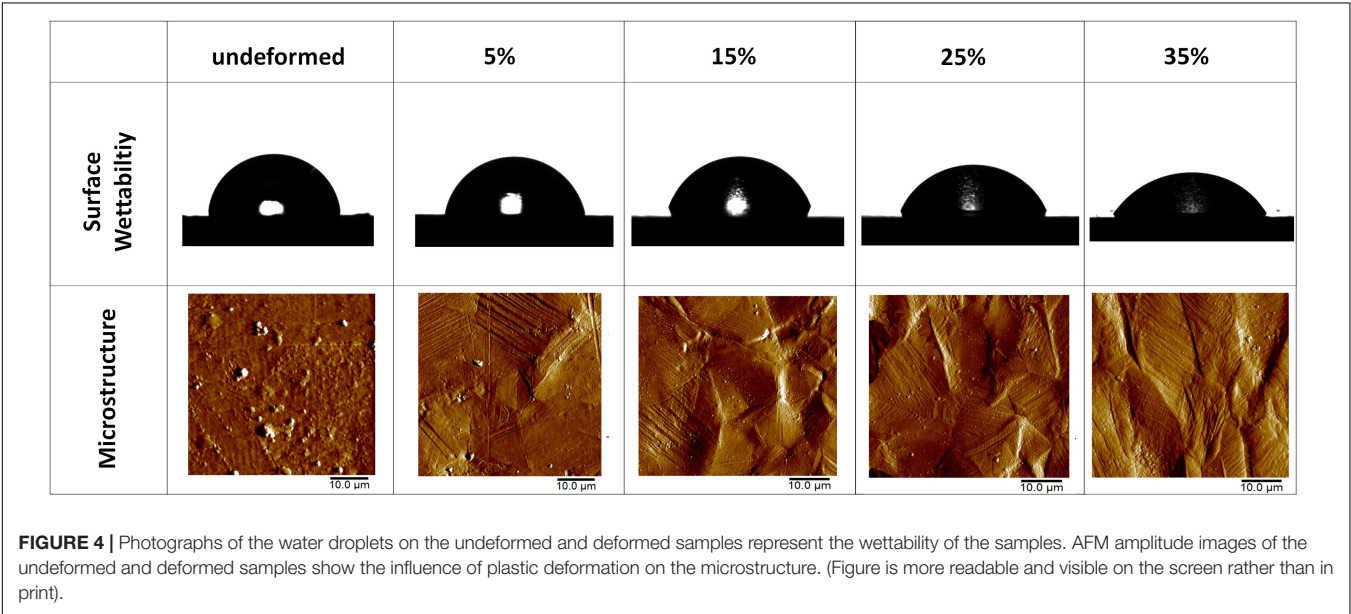 undeformed 5% 15% 25% 35%
Surface
Wettabiltiy
Microstructure
10.0 µm 10.0 µm 10.0 µm 10.0 µm 10.0 µm
FIGURE 4 | Photographs of the water droplets on the undeformed and deformed samples represent the wettability of the samples. AFM amplitude images of the
undeformed and deformed samples show the influence of plastic deformation on the microstructure. (Figure is more readable and visible on the screen rather than in
print).